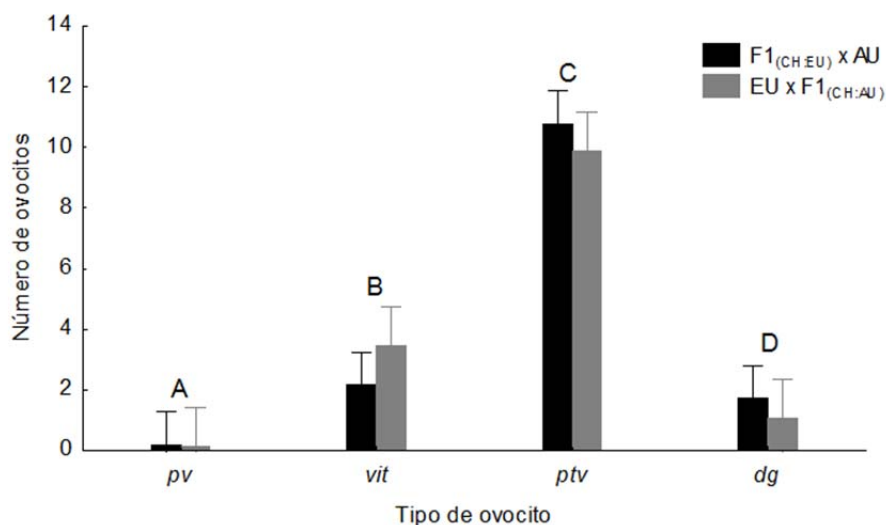 14
12
10
8
6
4
2
0
Número de ovocitos
F1(CH:EU) x AU
EU x F1(CH:AU)
A
B
C
D
pv
vit
ptv
dg
Tipo de ovocito